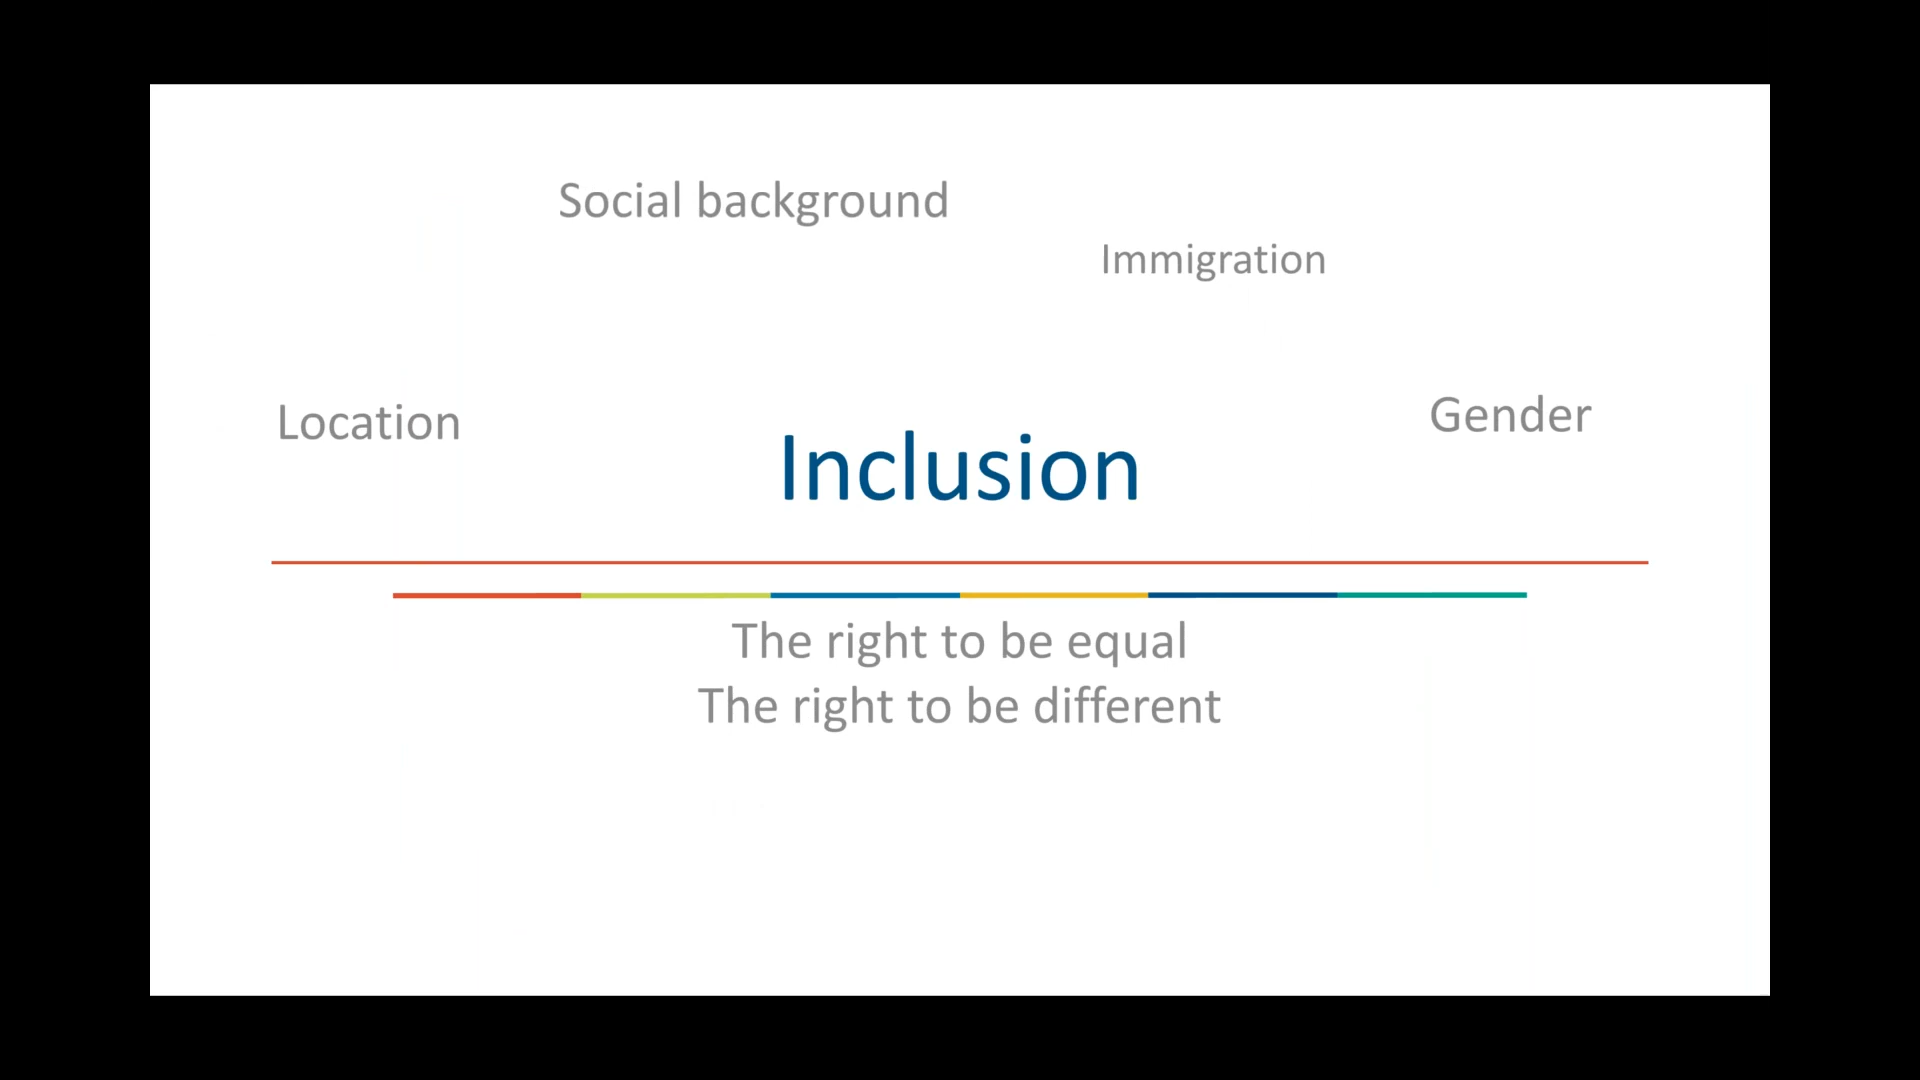 Social background
Immigration
Location
Gender
Inclusion
The right to be equal
The right to be different